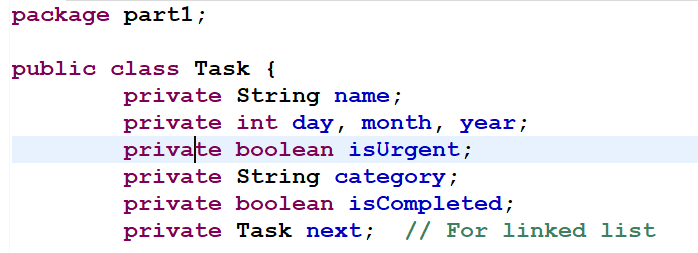 package part1;
public class Task {
private String name;
private int day, month, year;
private boolean isUrgent;
private String category;
private boolean isCompleted;
private Task next;  // For linked list